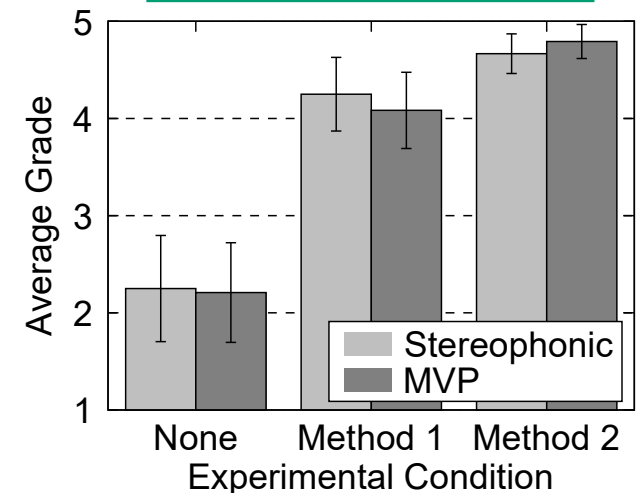 5
4
3
2
1
Average Grade
Stereophonic
MVP
None Method 1 Method 2
Experimental Condition